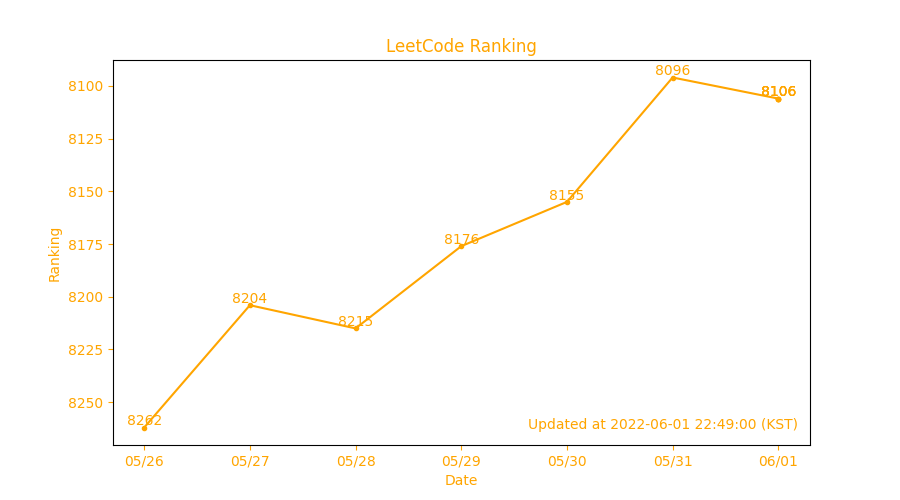 LeetCode Ranking
8100
8125
8150
8175
8200
8225
8250
Ranking
8262
8204
8215
8176
8155
8096
8106
Updated at 2022-06-01 22:49:00 (KST)
05/26 05/27 05/28 05/29 05/30 05/31 06/01
Date